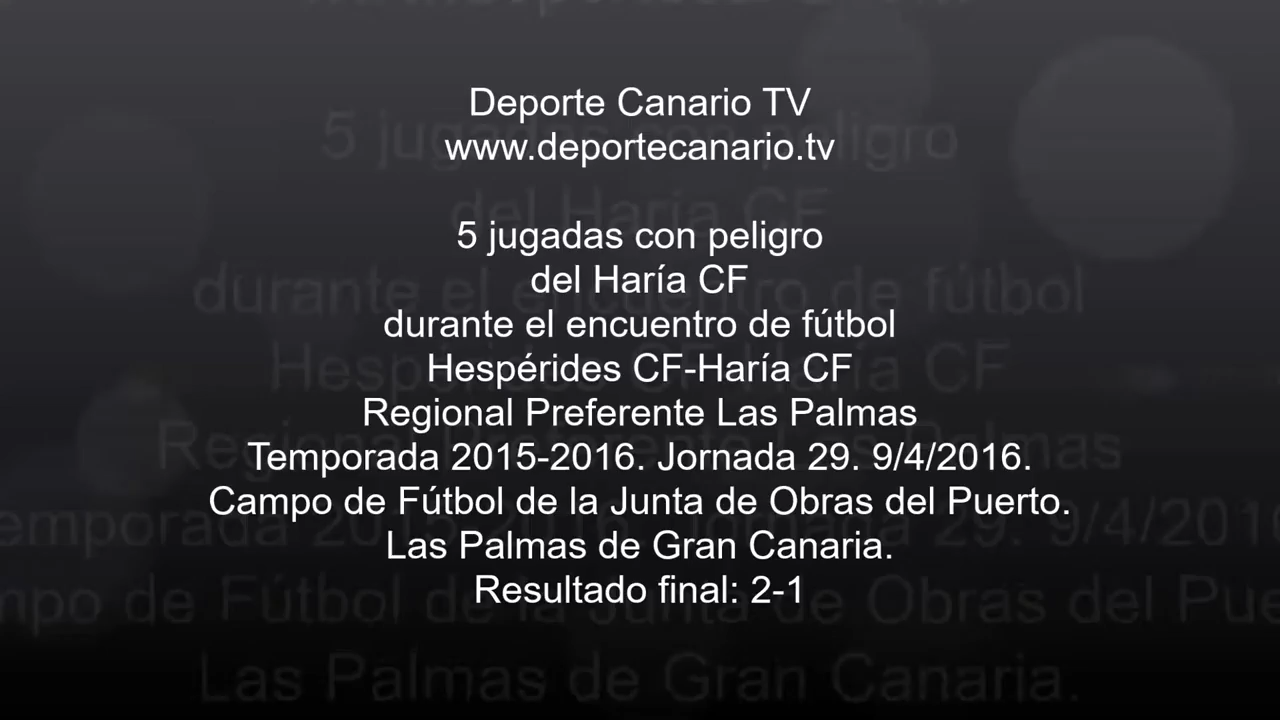 Deporte Canario TV
www.deportecanario.tv
5 jugadas con peligro
del Haría CF
durante el encuentro de fútbol
Hespérides CF-Haría CF
Regional Preferente Las Palmas
Temporada 2015-2016. Jornada 29. 9/4/2016.
Campo de Fútbol de la Junta de Obras del Puerto.
Las Palmas de Gran Canaria.
Resultado final: 2-1